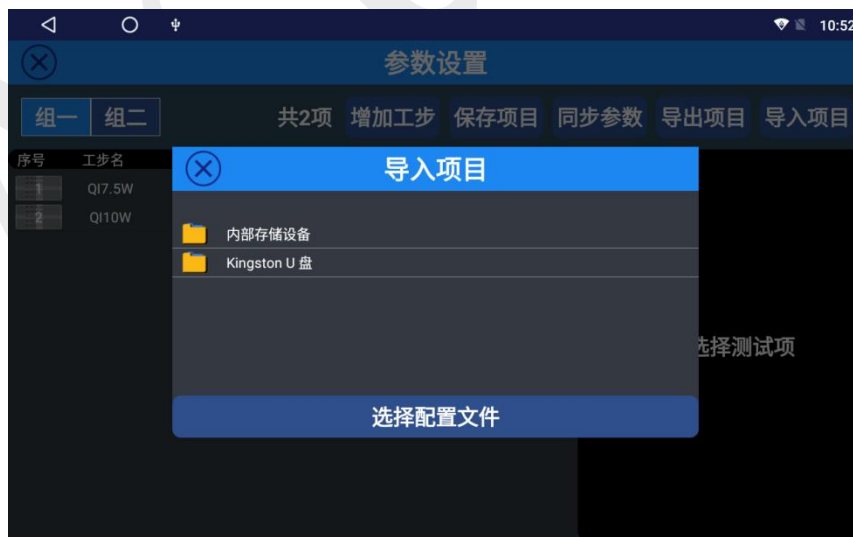 10:52
参数设置
组一 组二 共2项 增加工步 保存项目 同步参数 导出项目 导入项目
序号 工步名
1 QI7.5W
2 QI10W
导入项目
内部存储设备
Kingston U 盘
选择测试项
选择配置文件